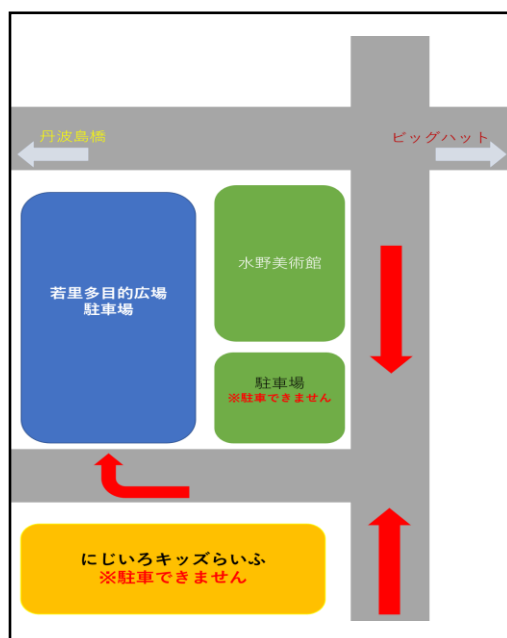 丹波島橋
ビッグハット
水野美術館
若里多目的広場
駐車場
駐車場
※駐車できません
にじいろキッズらいふ
※駐車できません